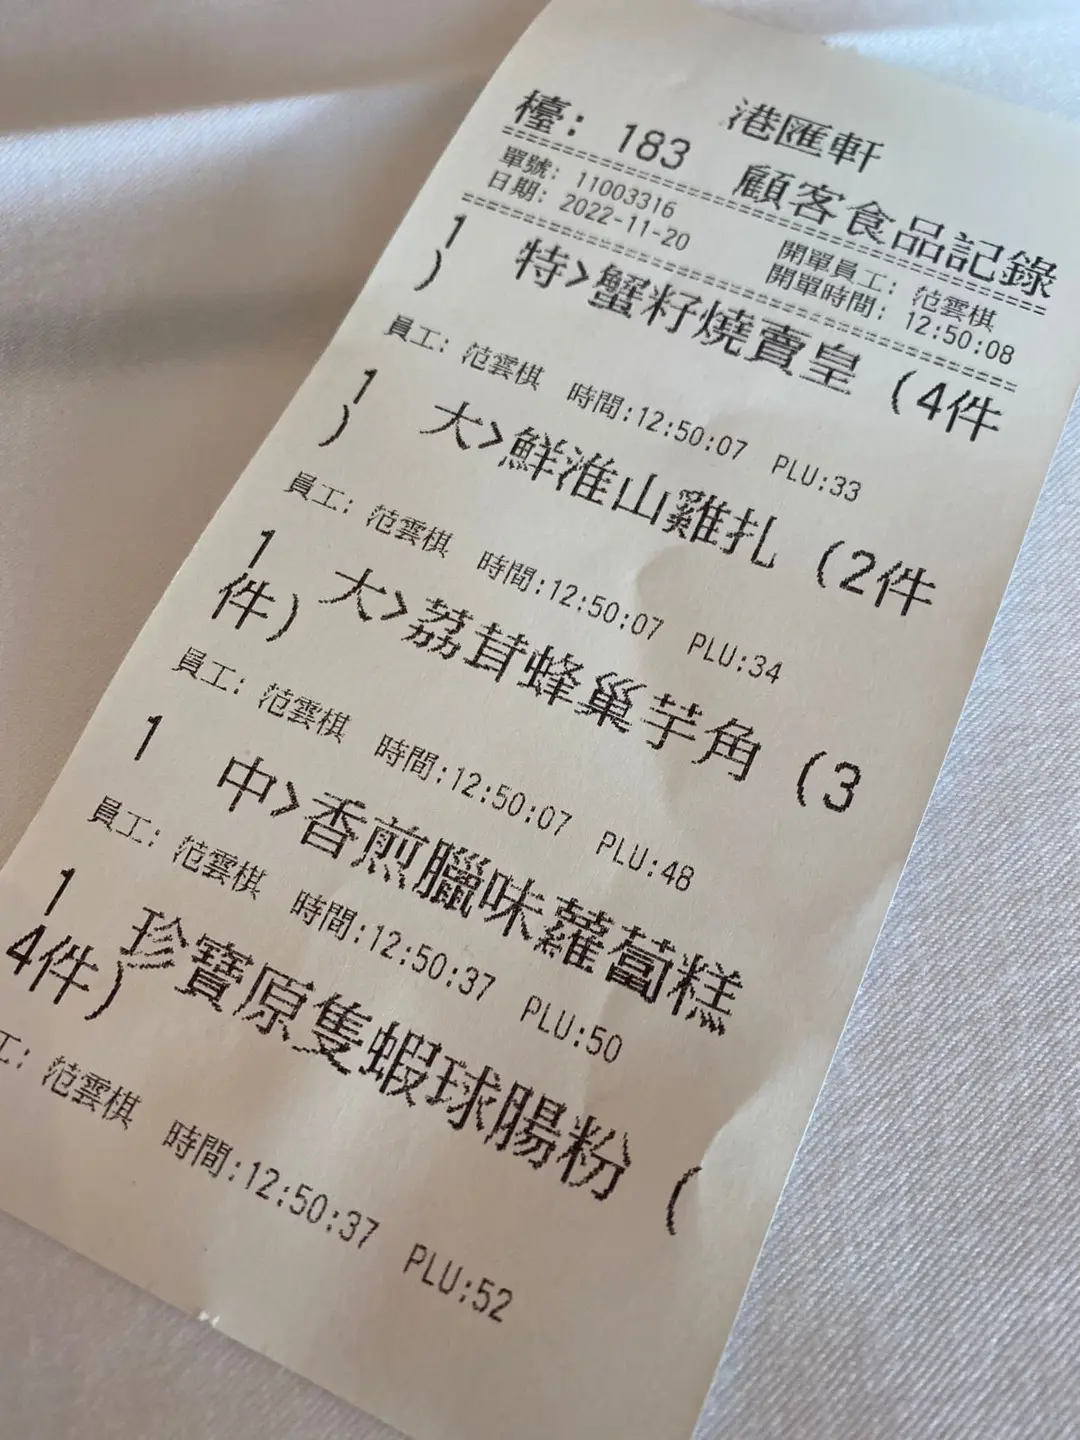 港匯軒
檯: 183 顧客食品記錄
單號: 11003316 開單員工: 范雲棋
日期: 2022-11-20 開單時間: 12:50:08
1 特>蟹籽燒賣皇 (4件
)
員工: 范雲棋 時間:12:50:07 PLU:33
1 大>鮮淮山雞扎 (2件
)
員工: 范雲棋 時間:12:50:07 PLU:34
1 大>荔茸蜂巢芋角 (3
件)
員工: 范雲棋 時間:12:50:07 PLU:48
1 中>香煎臘味蘿蔔糕
員工: 范雲棋 時間:12:50:37 PLU:50
1 珍寶原隻蝦球腸粉 (
4件)
工: 范雲棋 時間:12:50:37 PLU:52